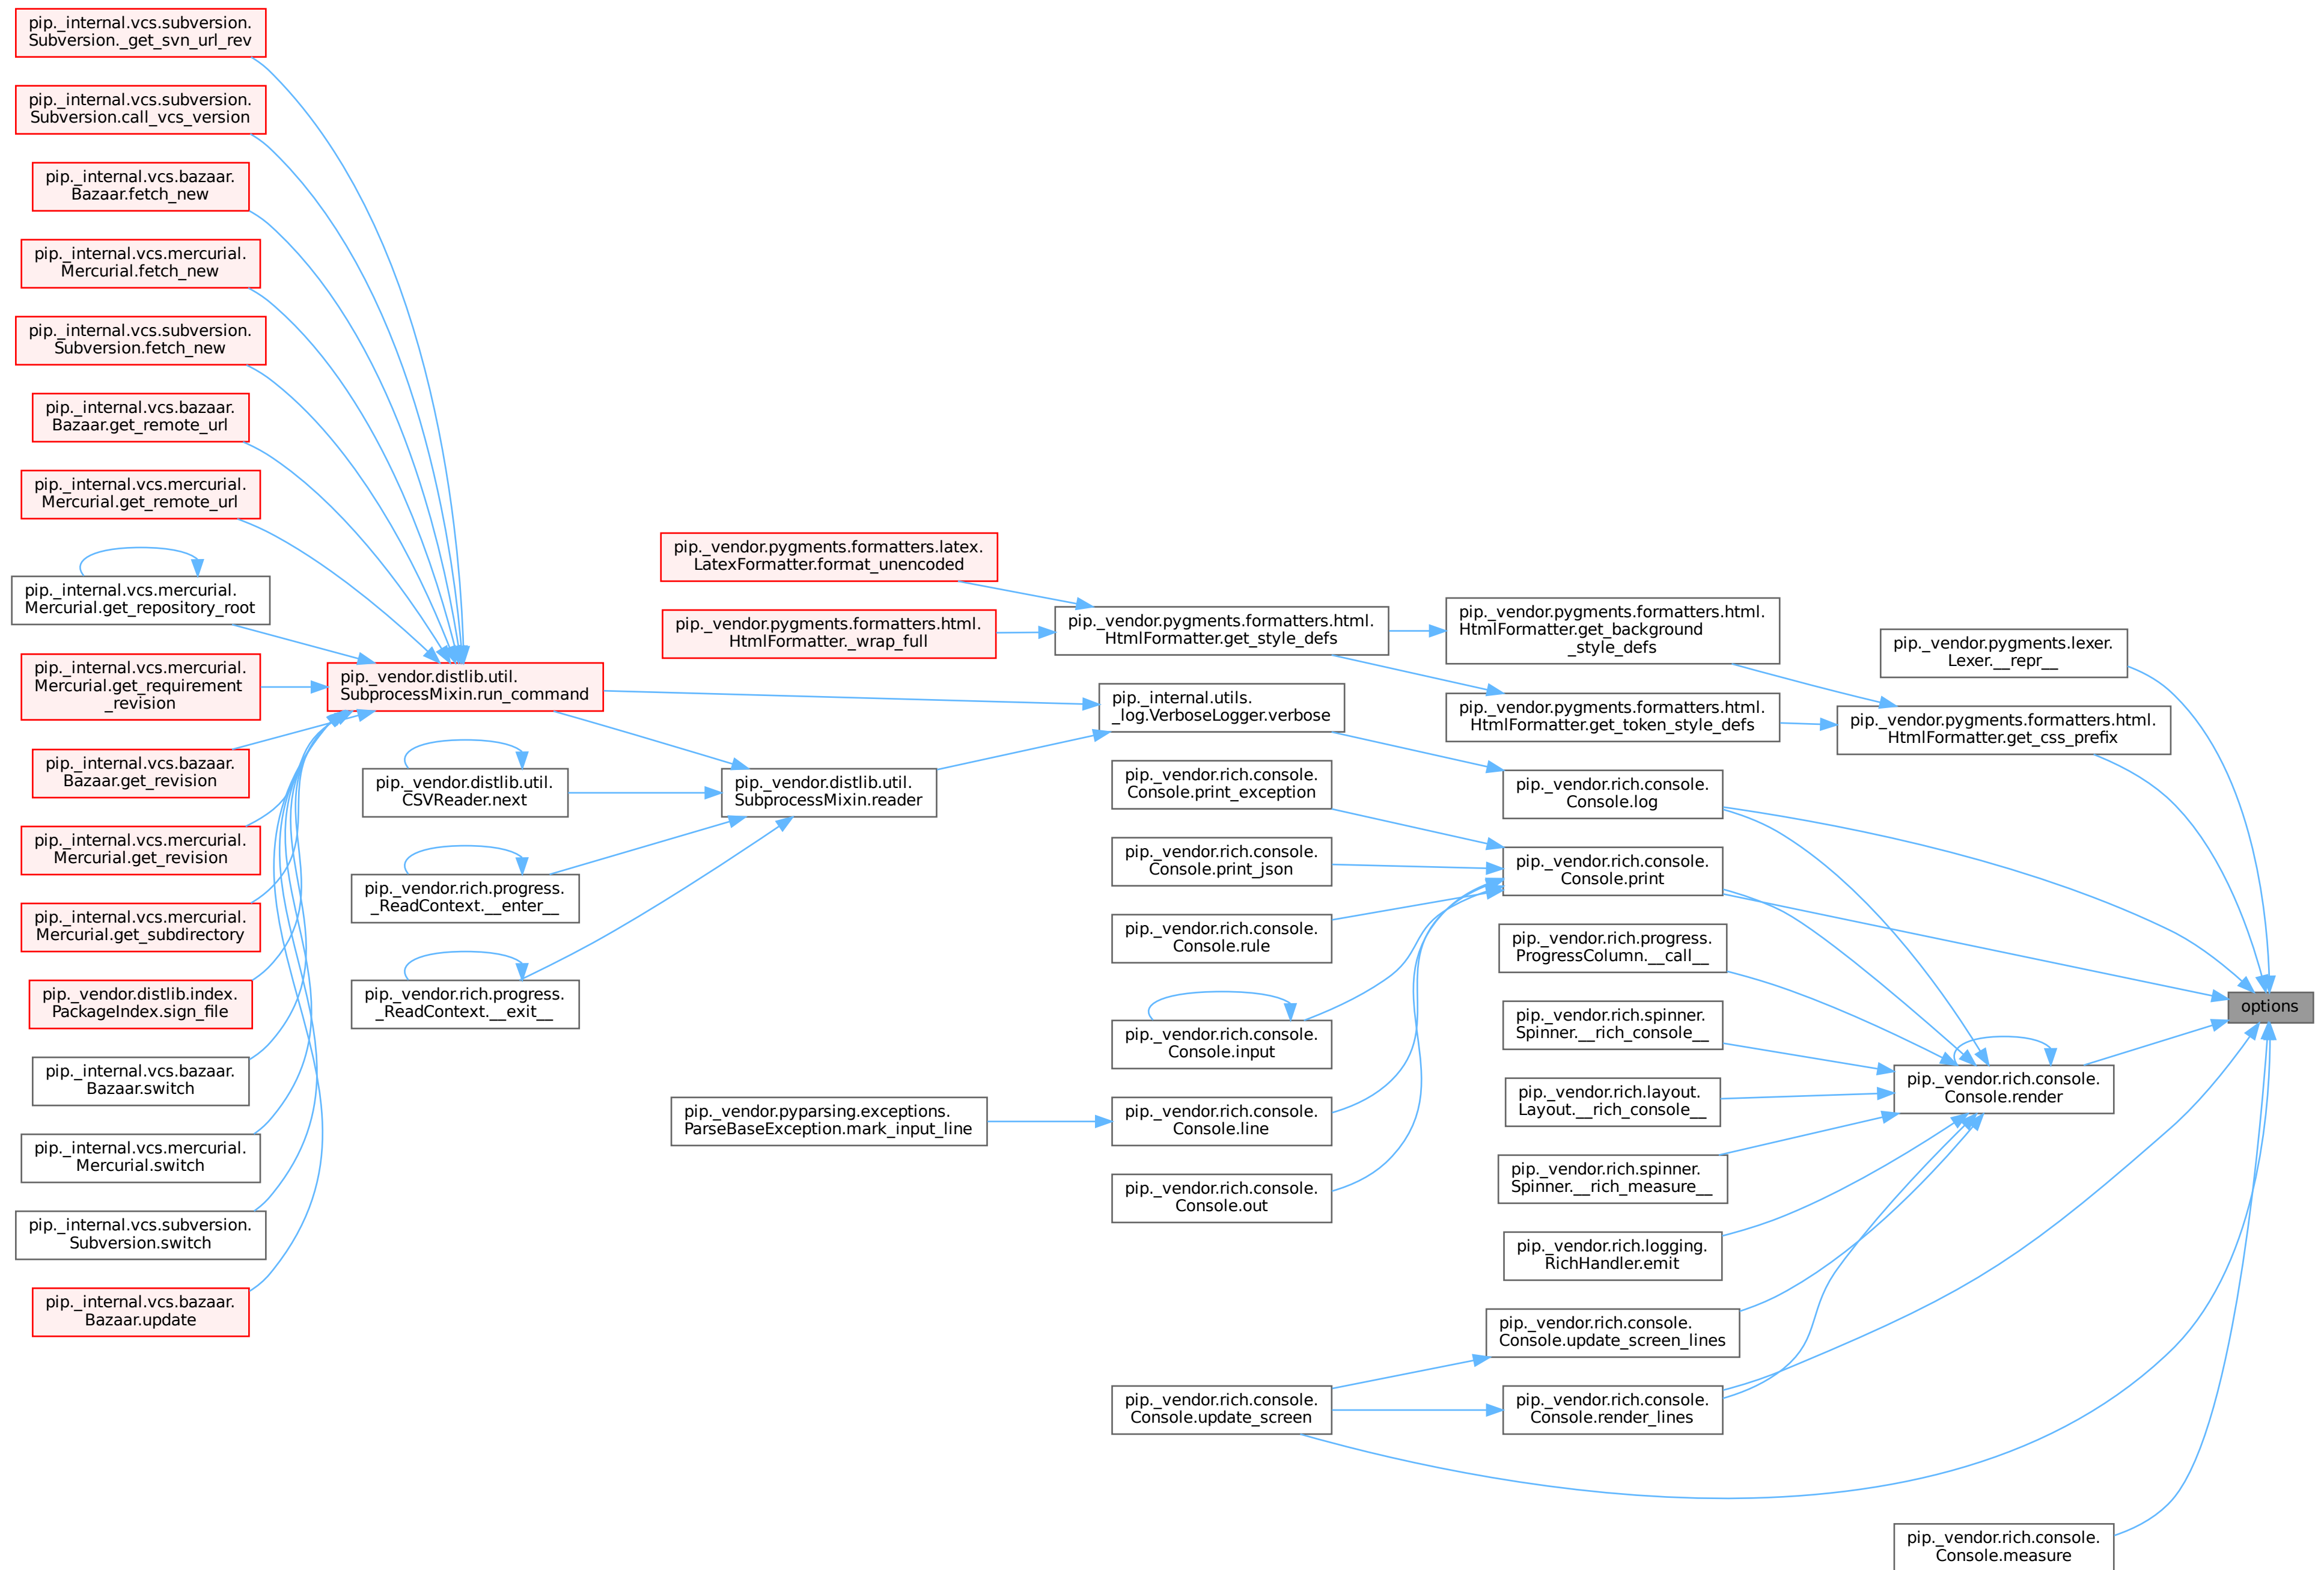 pip._internal.vcs.subversion.
Subversion._get_svn_url_rev
pip._internal.vcs.subversion.
Subversion.call_vcs_version
pip._internal.vcs.bazaar.
Bazaar.fetch_new
pip._internal.vcs.mercurial.
Mercurial.fetch_new
pip._internal.vcs.subversion.
Subversion.fetch_new
pip._internal.vcs.bazaar.
Bazaar.get_remote_url
pip._internal.vcs.mercurial.
Mercurial.get_remote_url
pip._internal.vcs.mercurial.
Mercurial.get_repository_root
pip._internal.vcs.mercurial.
Mercurial.get_requirement
_revision
pip._internal.vcs.bazaar.
Bazaar.get_revision
pip._internal.vcs.mercurial.
Mercurial.get_revision
pip._internal.vcs.mercurial.
Mercurial.get_subdirectory
pip._vendor.distlib.index.
PackageIndex.sign_file
pip._internal.vcs.bazaar.
Bazaar.switch
pip._internal.vcs.mercurial.
Mercurial.switch
pip._internal.vcs.subversion.
Subversion.switch
pip._internal.vcs.bazaar.
Bazaar.update
pip._vendor.distlib.util.
SubprocessMixin.run_command
pip._vendor.distlib.util.
CSVReader.next
pip._vendor.rich.progress.
_ReadContext.__enter__
pip._vendor.rich.progress.
_ReadContext.__exit__
pip._vendor.pygments.formatters.latex.
LatexFormatter.format_unencoded
pip._vendor.pygments.formatters.html.
HtmlFormatter._wrap_full
pip._vendor.distlib.util.
SubprocessMixin.reader
pip._vendor.pyparsing.exceptions.
ParseBaseException.mark_input_line
pip._vendor.pygments.formatters.html.
HtmlFormatter.get_style_defs
pip._internal.utils.
_log.VerboseLogger.verbose
pip._vendor.rich.console.
Console.print_exception
pip._vendor.rich.console.
Console.print_json
pip._vendor.rich.console.
Console.rule
pip._vendor.rich.console.
Console.input
pip._vendor.rich.console.
Console.line
pip._vendor.rich.console.
Console.out
pip._vendor.rich.console.
Console.update_screen
pip._vendor.pygments.formatters.html.
HtmlFormatter.get_background
_style_defs
pip._vendor.pygments.formatters.html.
HtmlFormatter.get_token_style_defs
pip._vendor.rich.console.
Console.log
pip._vendor.rich.console.
Console.print
pip._vendor.rich.progress.
ProgressColumn.__call__
pip._vendor.rich.spinner.
Spinner.__rich_console__
pip._vendor.rich.layout.
Layout.__rich_console__
pip._vendor.rich.spinner.
Spinner.__rich_measure__
pip._vendor.rich.logging.
RichHandler.emit
pip._vendor.rich.console.
Console.update_screen_lines
pip._vendor.rich.console.
Console.render_lines
pip._vendor.pygments.lexer.
Lexer.__repr__
pip._vendor.pygments.formatters.html.
HtmlFormatter.get_css_prefix
pip._vendor.rich.console.
Console.render
pip._vendor.rich.console.
Console.measure
options